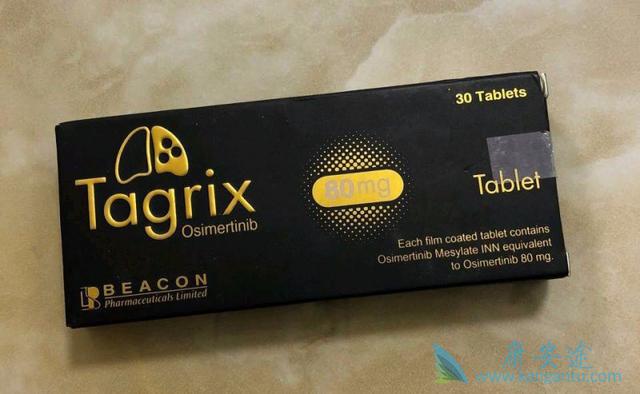 30 Tablets
Tagrix
Osimertinib
80mg
Tablet
Each film coated tablet contains
Osimertinib Mesylate INN equivalent
to Osimertinib 80 mg.
BEACON
Pharmaceuticals Limited
康安途
www.kangantu.com